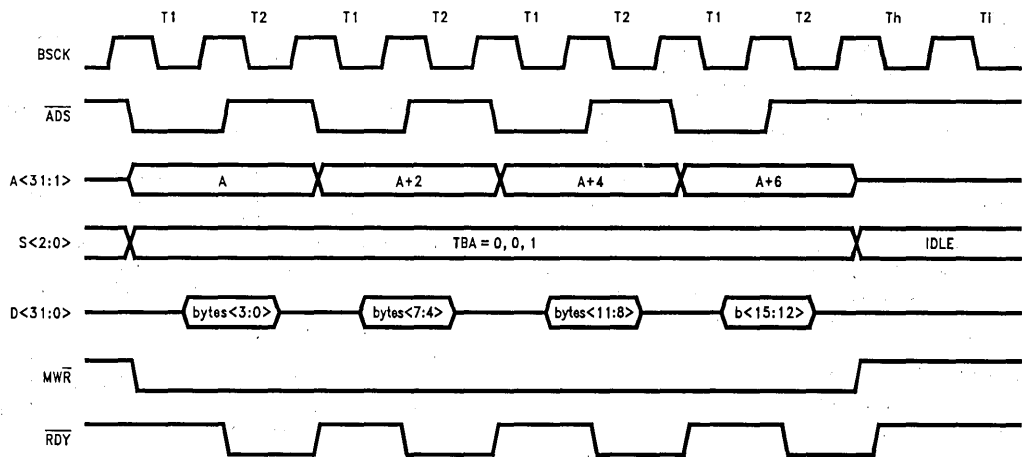 T1 T2 T1 T2 T1 T2 T1 T2 Th Ti
BSCK
ADS
A<31:1> A A+2 A+4 A+6
S<2:0> TBA = 0, 0, 1 IDLE
D<31:0> bytes<3:0> bytes<7:4> bytes<11:8> b<15:12>
MWR̅
RDY